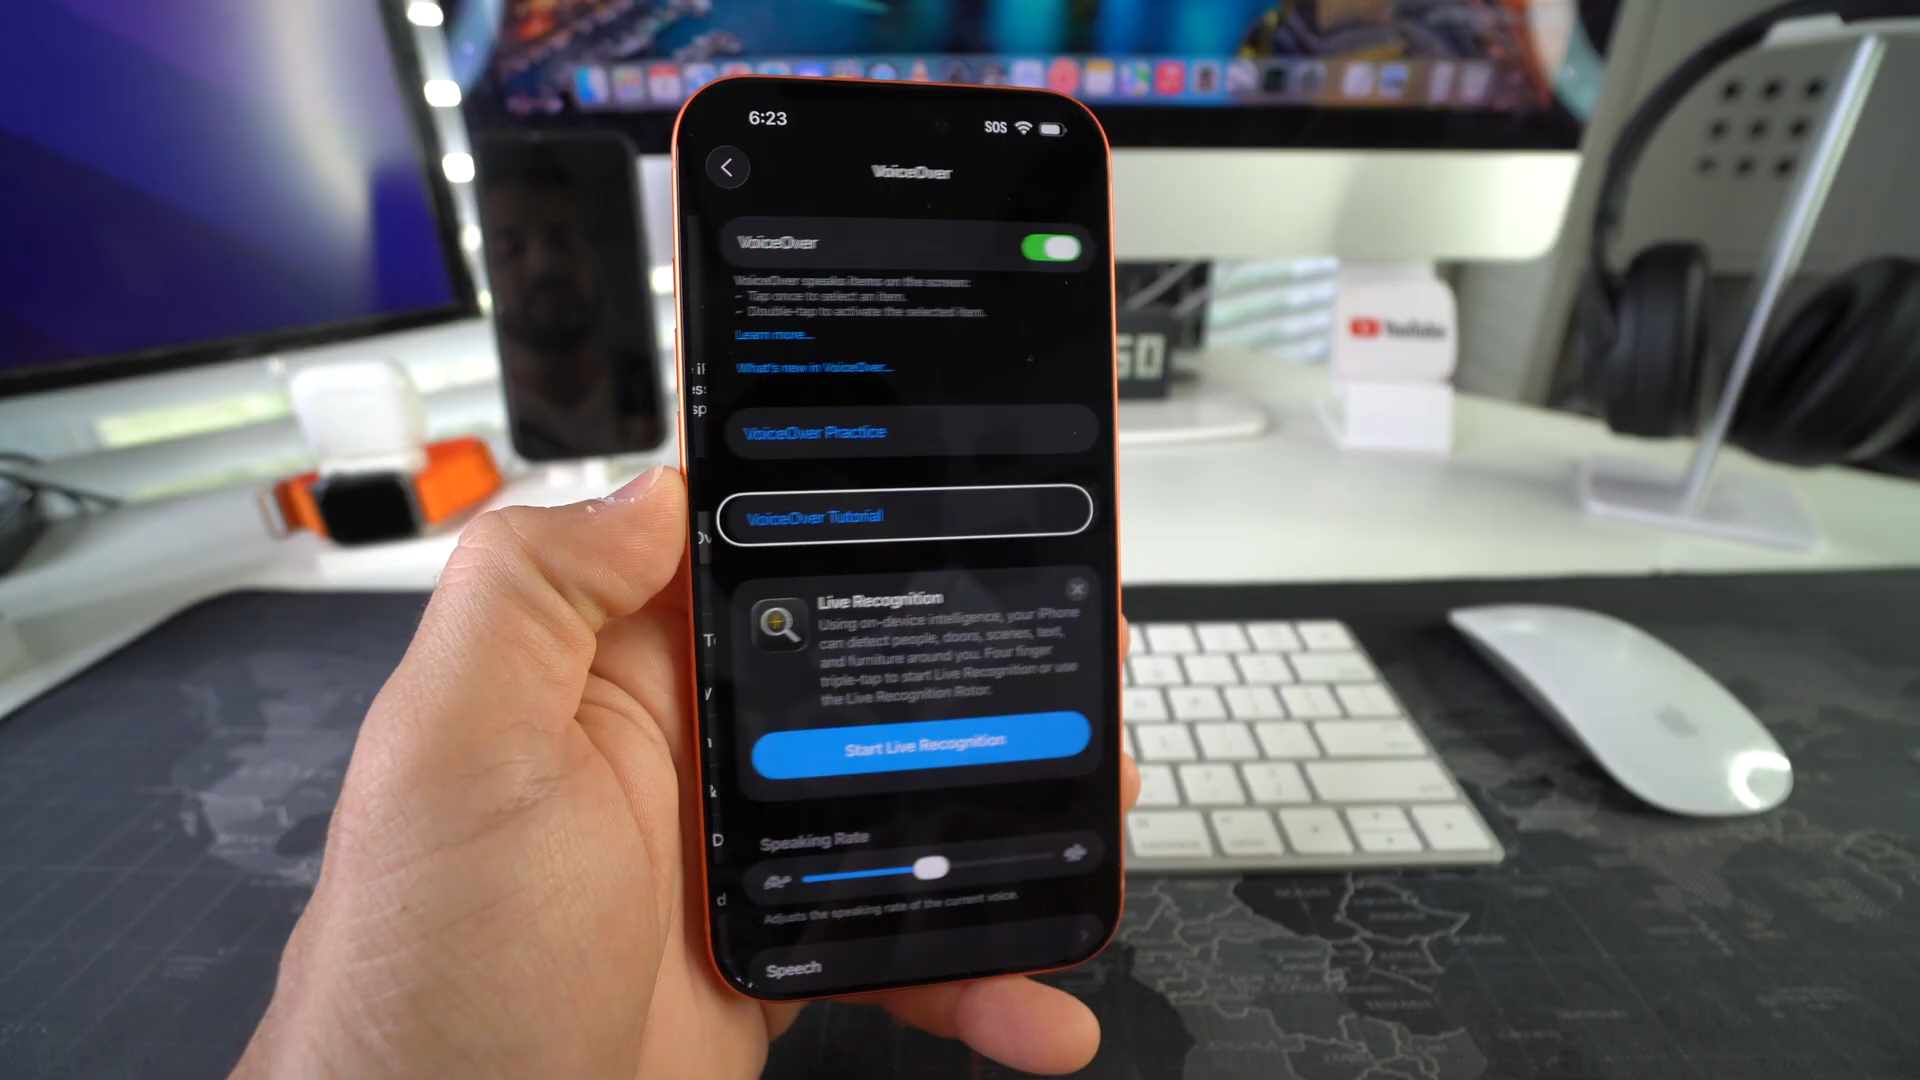 6:23
SOS
VoiceOver
VoiceOver
VoiceOver speaks items on the screen:
- Tap once to select an item.
- Double-tap to activate the selected item.
Learn more...
What's new in VoiceOver...
VoiceOver Practice
VoiceOver Tutorial
Live Recognition
Using on-device intelligence, your iPhone
can detect people, doors, scenes, text,
and furniture around you. Four finger
triple-tap to start Live Recognition or use
the Live Recognition Rotor.
Start Live Recognition
Speaking Rate
Adjusts the speaking rate of the current voice.
Speech
YouTube